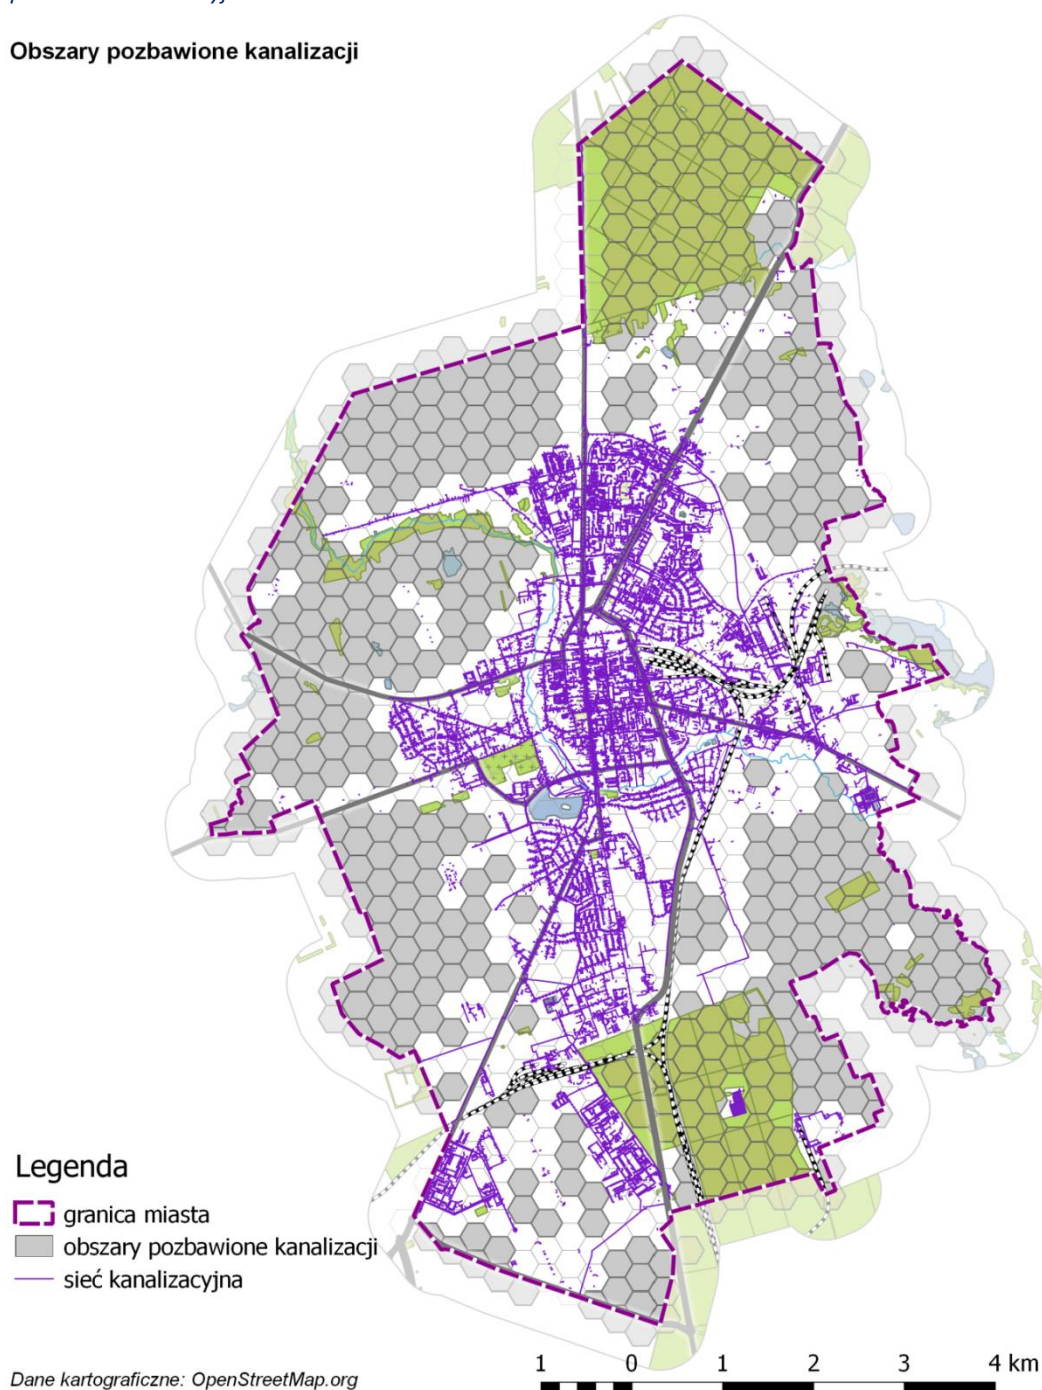 Obszary pozbawione kanalizacji
Legenda
granica miasta
obszary pozbawione kanalizacji
sieć kanalizacyjna
Dane kartograficzne: OpenStreetMap.org
1 0 1 2 3 4 km